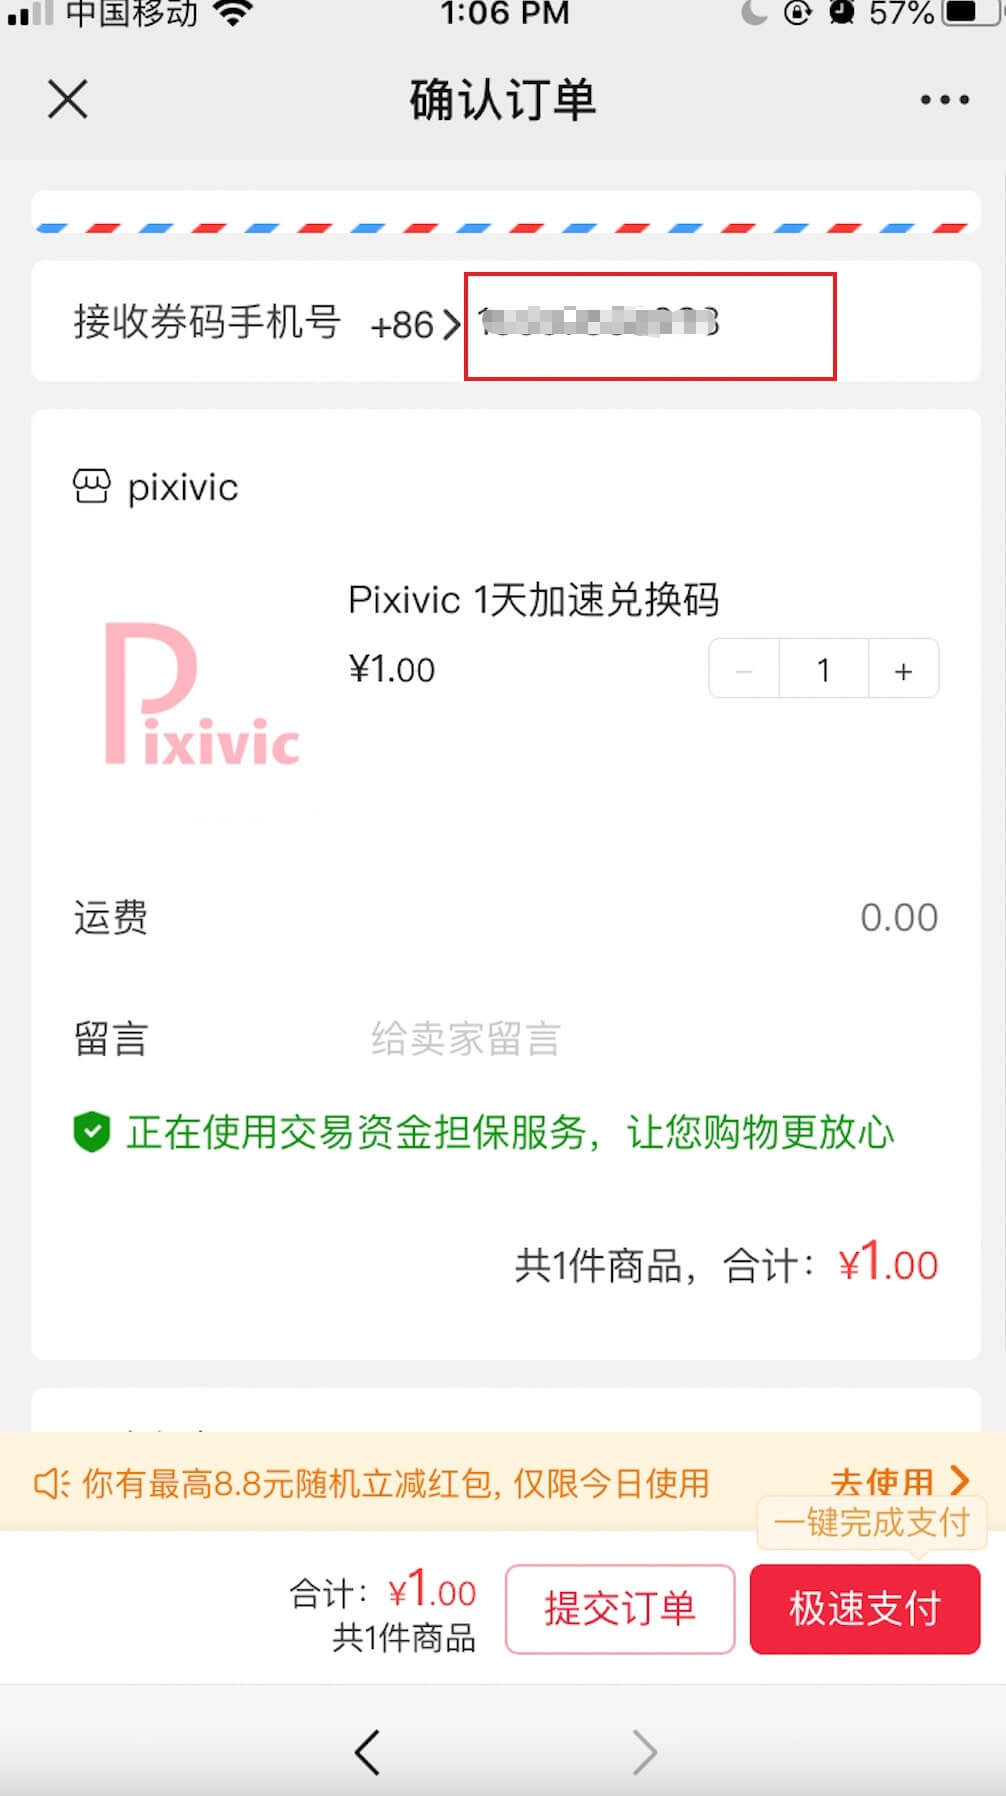 中国移动
1:06 PM
57%
确认订单
接收券码手机号 +86
pixivic
Pixivic 1天加速兑换码
¥1.00
1
+
Pixivic
运费
0.00
留言
给卖家留言
正在使用交易资金担保服务，让您购物更放心
共1件商品，合计：¥1.00
你有最高8.8元随机立减红包, 仅限今日使用
去使用
一键完成支付
合计：¥1.00
共1件商品
提交订单
极速支付